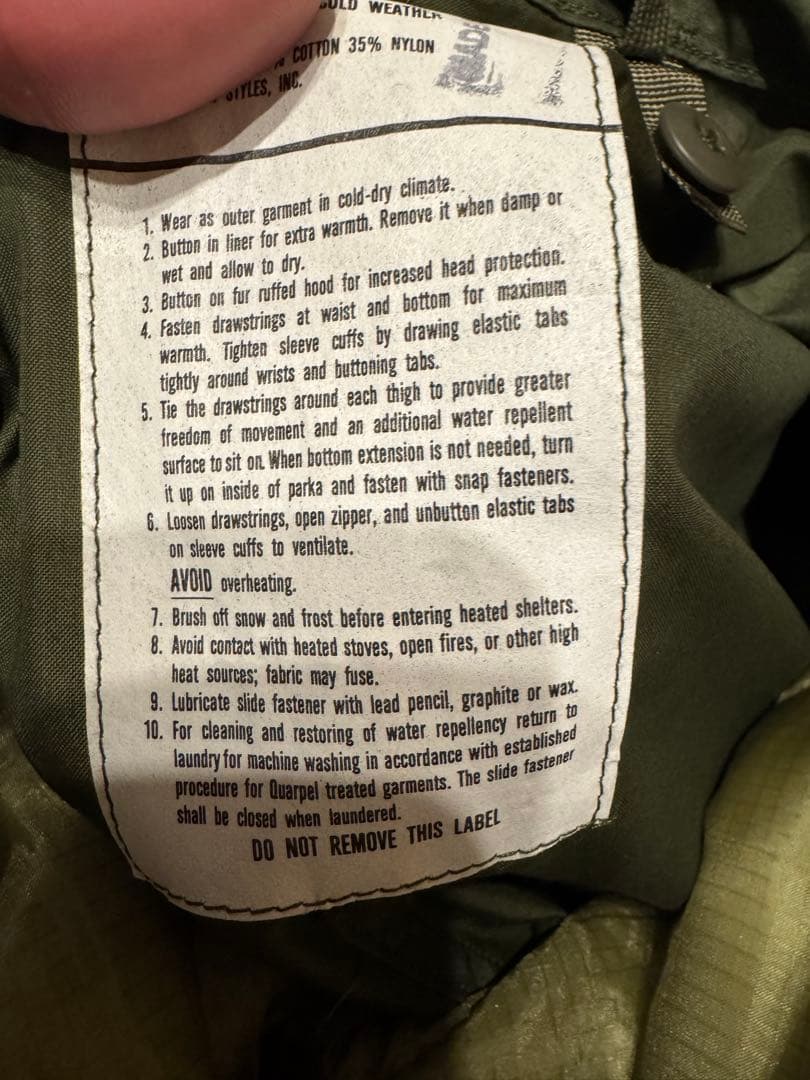 COLD WEATHER
COTTON 35% NYLON
STYLES, INC.
MADE
1. Wear as outer garment in cold-dry climate.
2. Button in liner for extra warmth. Remove it when damp or
wet and allow to dry.
3. Button on fur ruffed hood for increased head protection.
4. Fasten drawstrings at waist and bottom for maximum
warmth. Tighten sleeve cuffs by drawing elastic tabs
tightly around wrists and buttoning tabs.
5. Tie the drawstrings around each thigh to provide greater
freedom of movement and an additional water repellent
surface to sit on. When bottom extension is not needed, turn
it up on inside of parka and fasten with snap fasteners.
6. Loosen drawstrings, open zipper, and unbutton elastic tabs
on sleeve cuffs to ventilate.
AVOID overheating.
7. Brush off snow and frost before entering heated shelters.
8. Avoid contact with heated stoves, open fires, or other high
heat sources; fabric may fuse.
9. Lubricate slide fastener with lead pencil, graphite or wax.
10. For cleaning and restoring of water repellency return to
laundry for machine washing in accordance with established
procedure for Quarpel treated garments. The slide fastener
shall be closed when laundered.
DO NOT REMOVE THIS LABEL